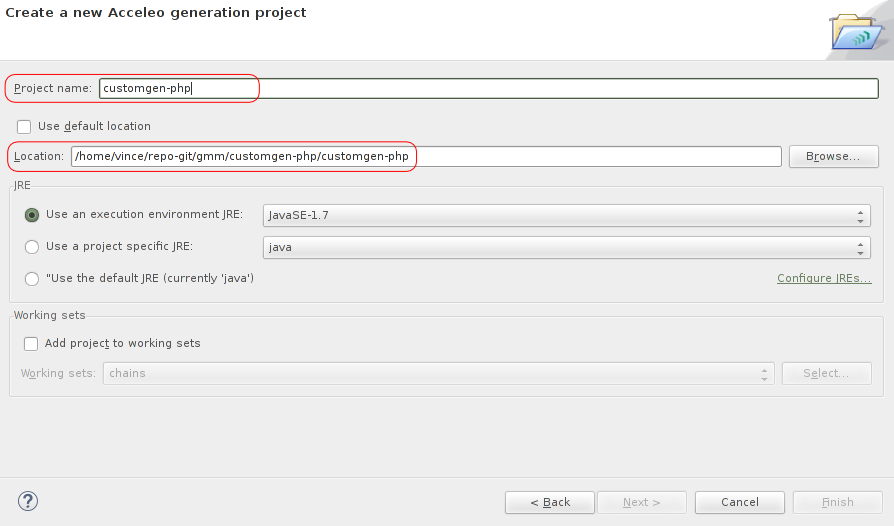 Create a new Acceleo generation project
Project name: customgen-php
Use default location
Location: /home/vince/repo-git/gmm/customgen-php/customgen-php Browse...
JRE
Use an execution environment JRE: JavaSE-1.7
Use a project specific JRE: java
"Use the default JRE (currently 'java') Configure JREs...
Working sets
Add project to working sets
Working sets: chains Select...
? < Back Next > Cancel Finish